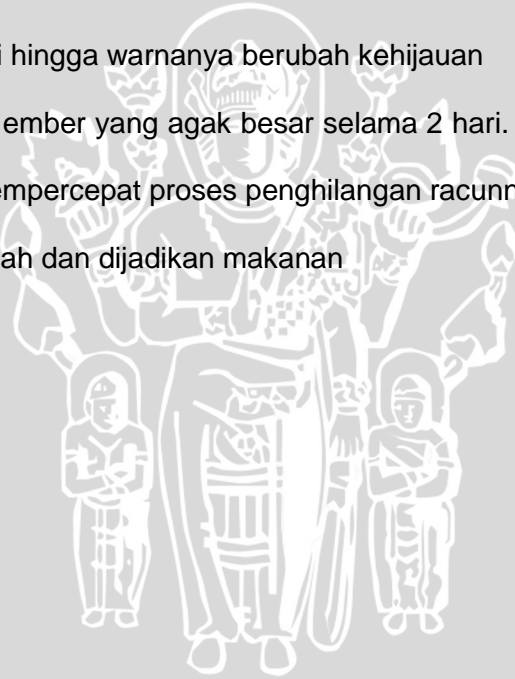 i hingga warnanya berubah kehijauan
ember yang agak besar selama 2 hari.
empercepat proses penghilangan racunn
ah dan dijadikan makanan